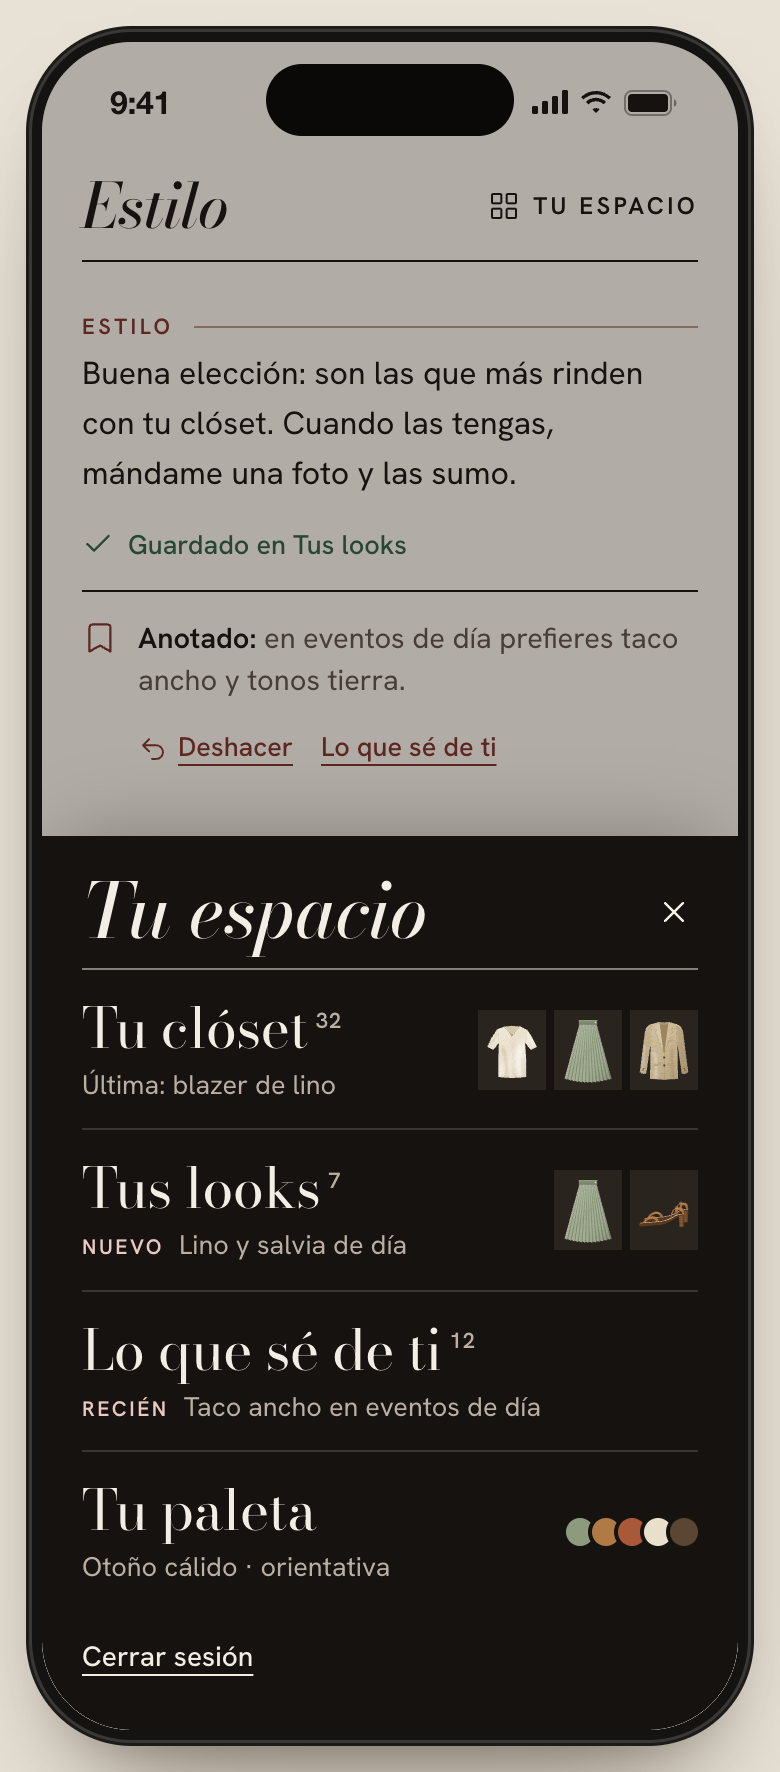 9:41
Estilo
TU ESPACIO
ESTILO
Buena elección: son las que más rinden
con tu clóset. Cuando las tengas,
mándame una foto y las sumo.
Guardado en Tus looks
Anotado: en eventos de día prefieres taco
ancho y tonos tierra.
Deshacer Lo que sé de ti
Tu espacio
Tu clóset 32
Última: blazer de lino
Tus looks 7
NUEVO Lino y salvia de día
Lo que sé de ti 12
RECIÉN Taco ancho en eventos de día
Tu paleta
Otoño cálido · orientativa
Cerrar sesión